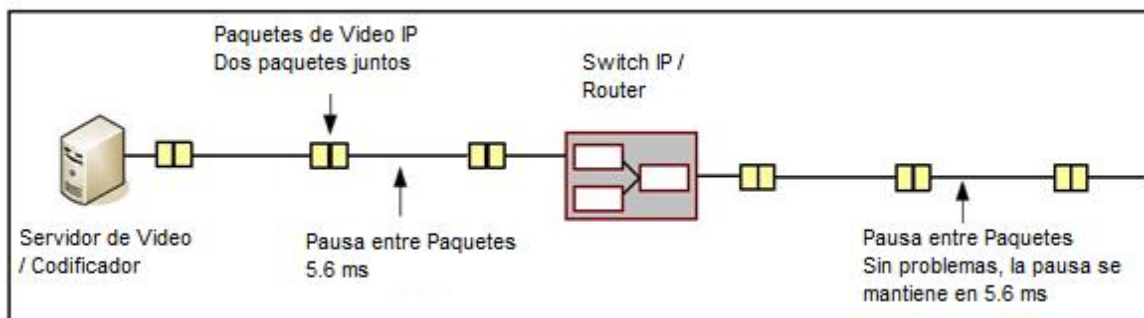 Paquetes de Video IP
Dos paquetes juntos
Switch IP /
Router
Servidor de Video
/ Codificador
Pausa entre Paquetes
5.6 ms
Pausa entre Paquetes
Sin problemas, la pausa se
mantiene en 5.6 ms